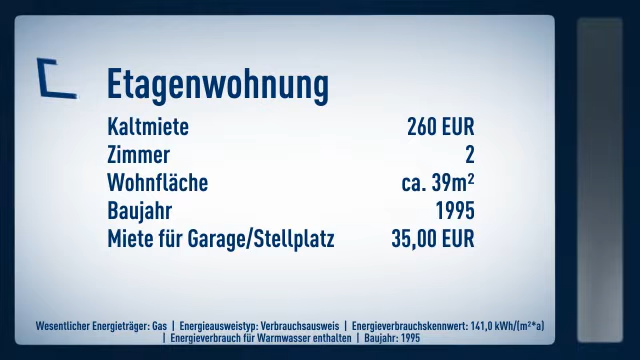 Etagenwohnung
Kaltmiete 260 EUR
Zimmer 2
Wohnfläche ca. 39m²
Baujahr 1995
Miete für Garage/Stellplatz 35,00 EUR
Wesentlicher Energieträger: Gas | Energieausweistyp: Verbrauchsausweis | Energieverbrauchskennwert: 141,0 kWh/(m²*a)
| Energieverbrauch für Warmwasser enthalten | Baujahr: 1995